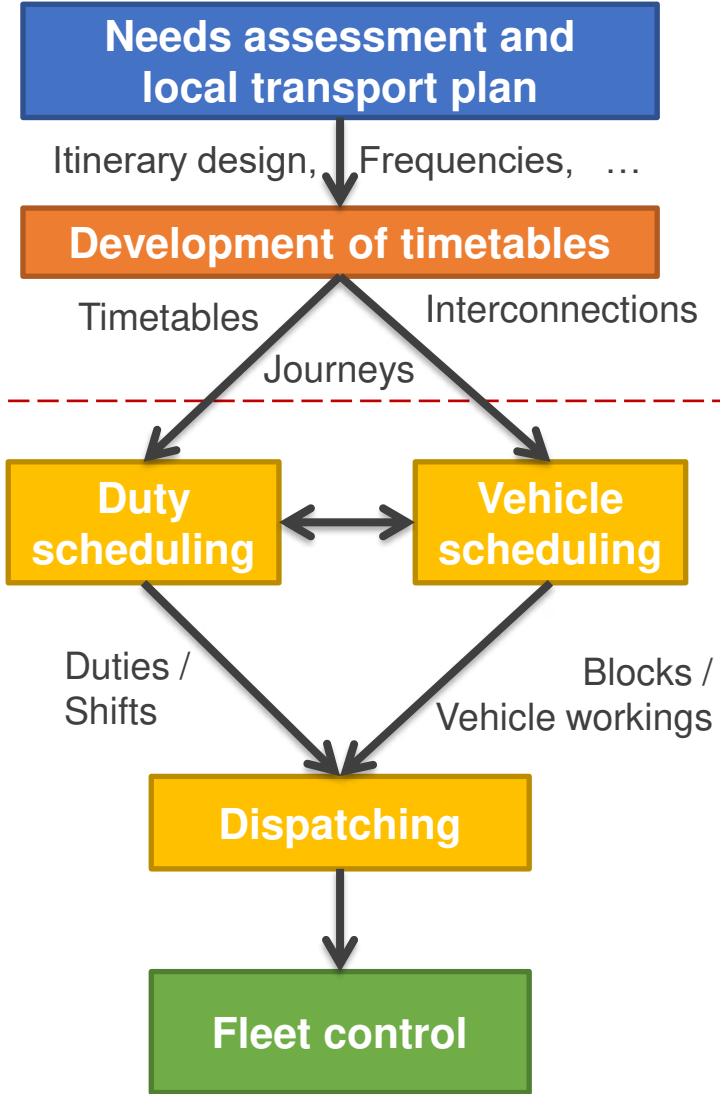 Needs assessment and
local transport plan
Itinerary design, Frequencies, ...
Development of timetables
Timetables
Interconnections
Journeys
Duty
scheduling
Vehicle
scheduling
Duties /
Shifts
Blocks /
Vehicle workings
Dispatching
Fleet control